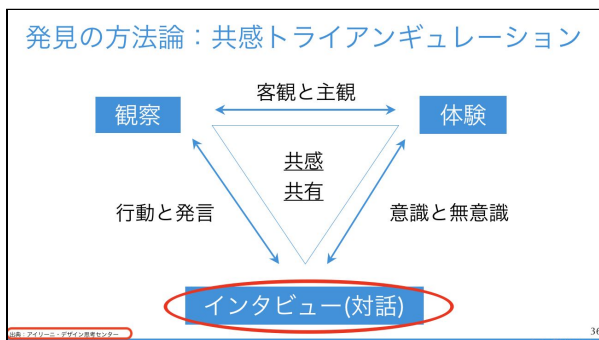 発見の方法論：共感トライアンギュレーション
客観と主観
観察
体験
共感
共有
行動と発言
意識と無意識
インタビュー(対話)
出典：アイリーニ・デザイン思考センター
36